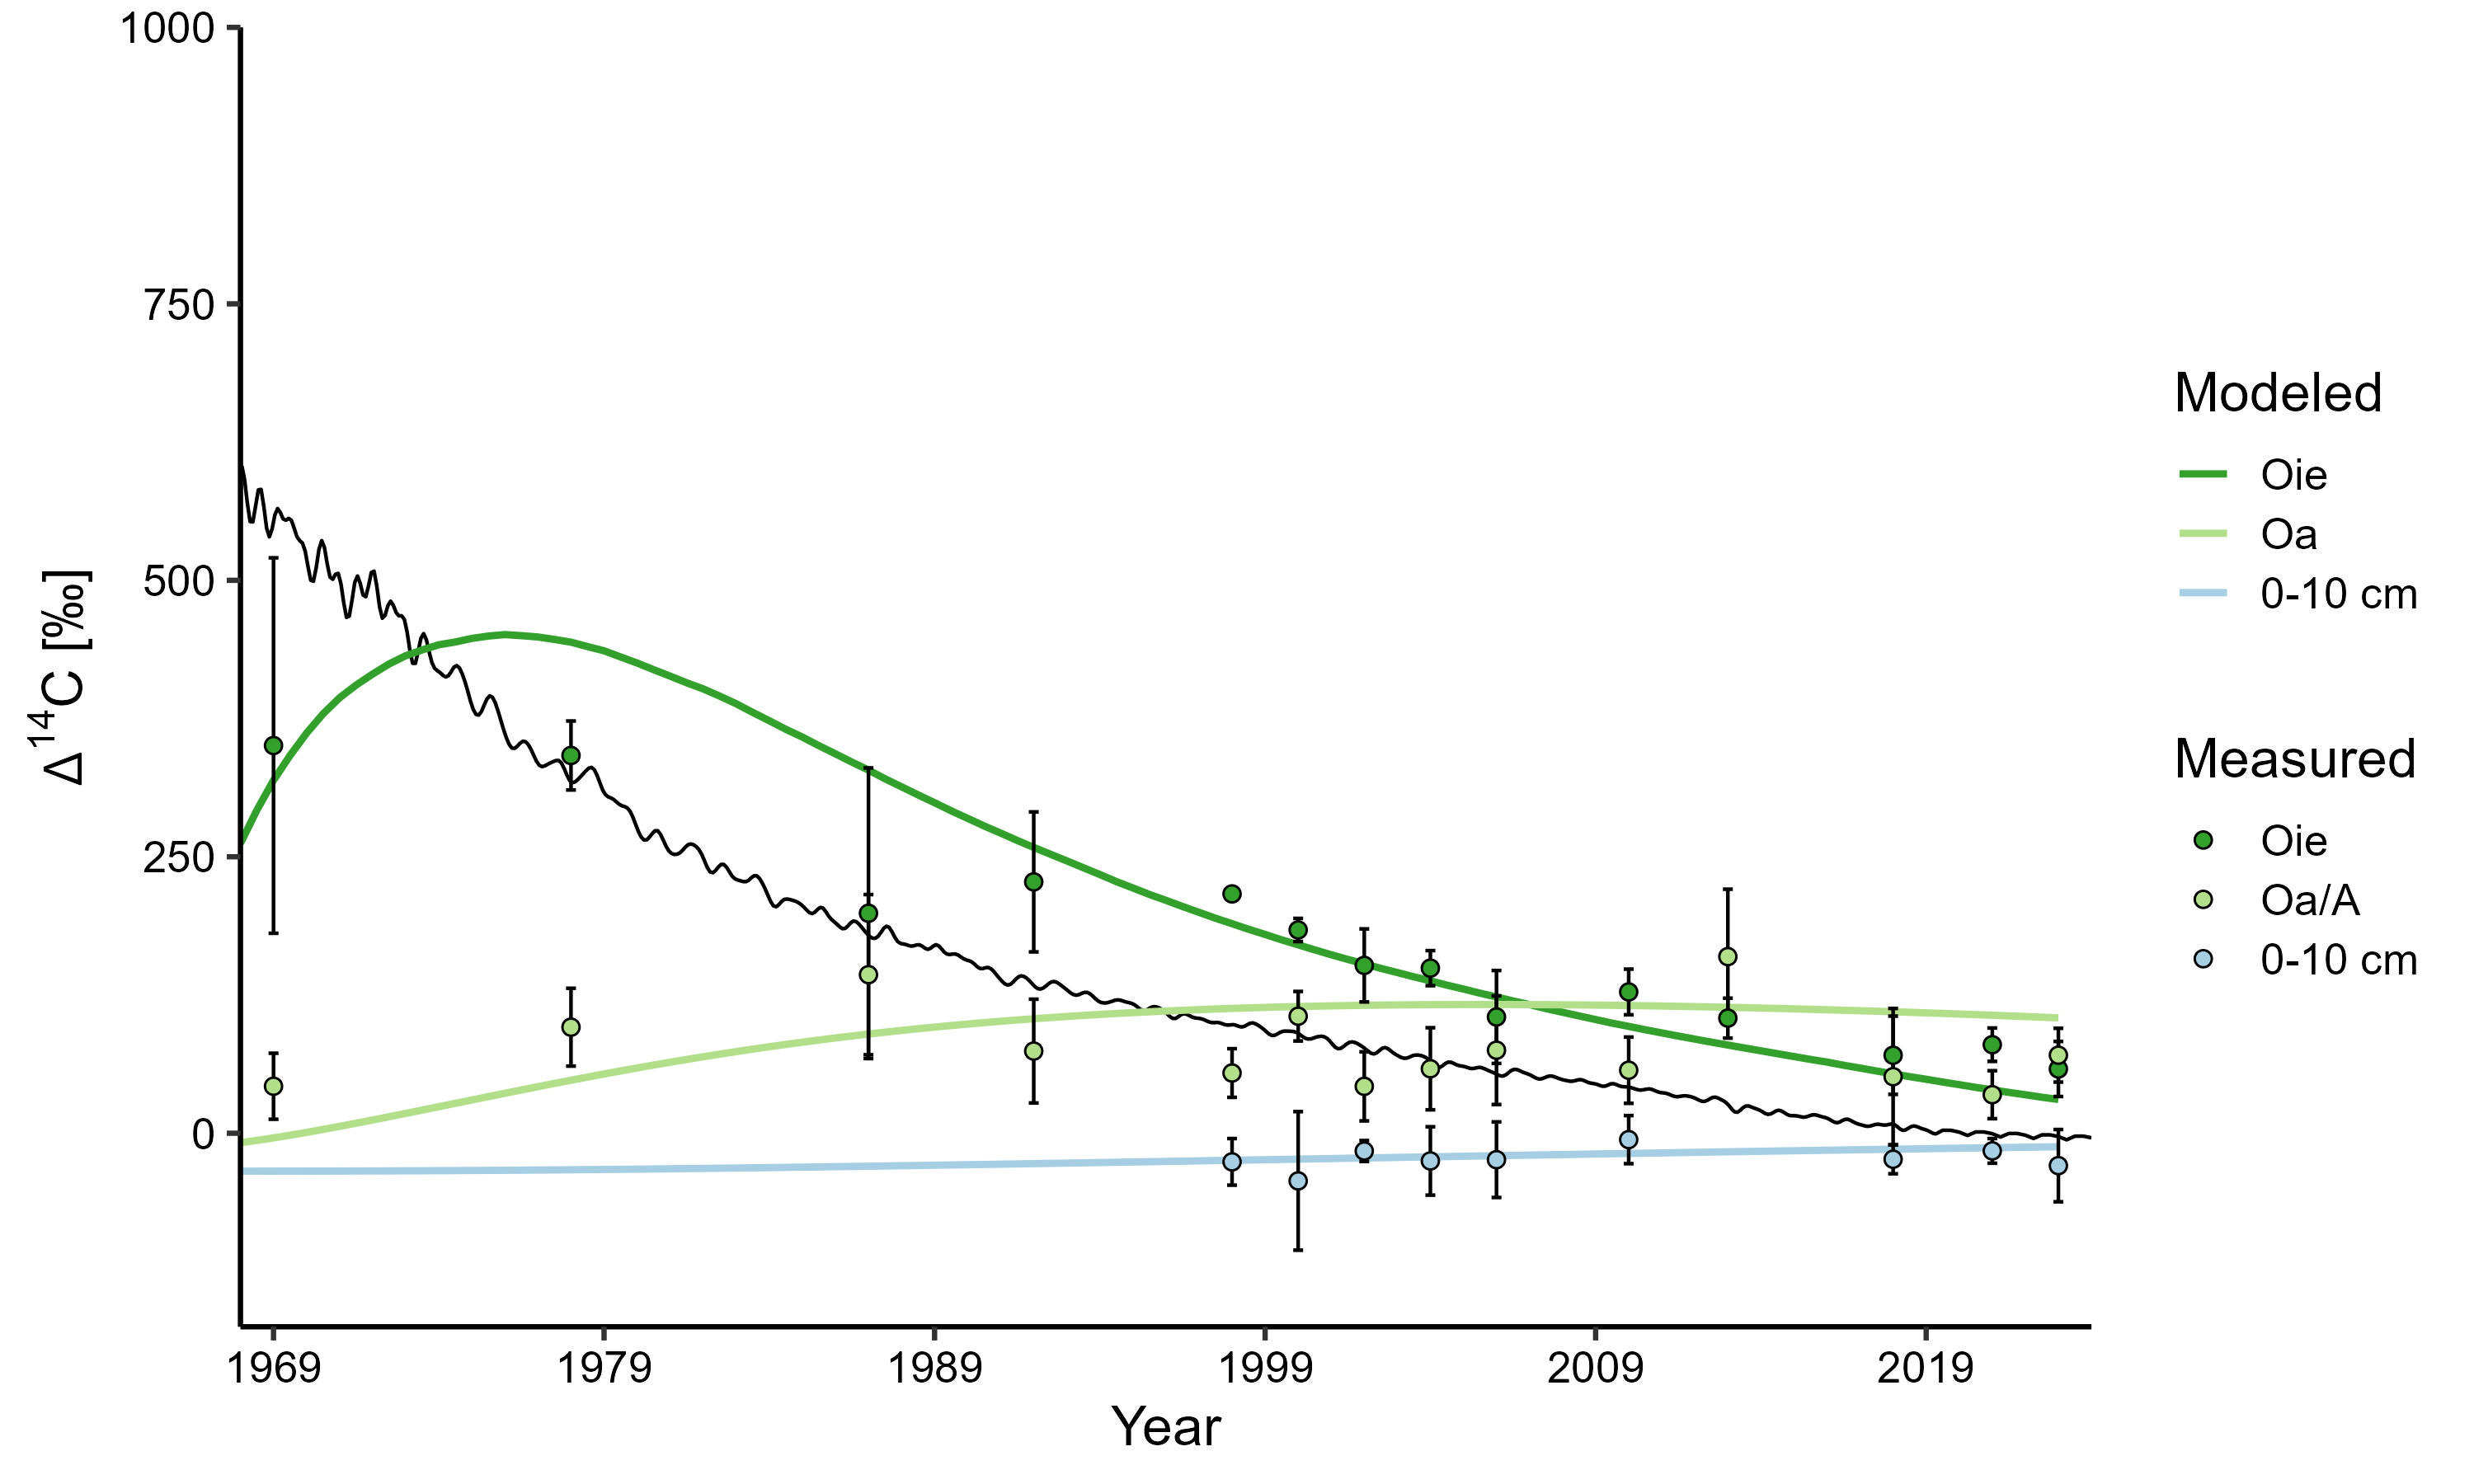 1000
750
500
250
0
Δ ¹⁴C [‰]
1969
1979
1989
1999
2009
2019
Year
Modeled
Oie
Oa
0-10 cm
Measured
Oie
Oa/A
0-10 cm